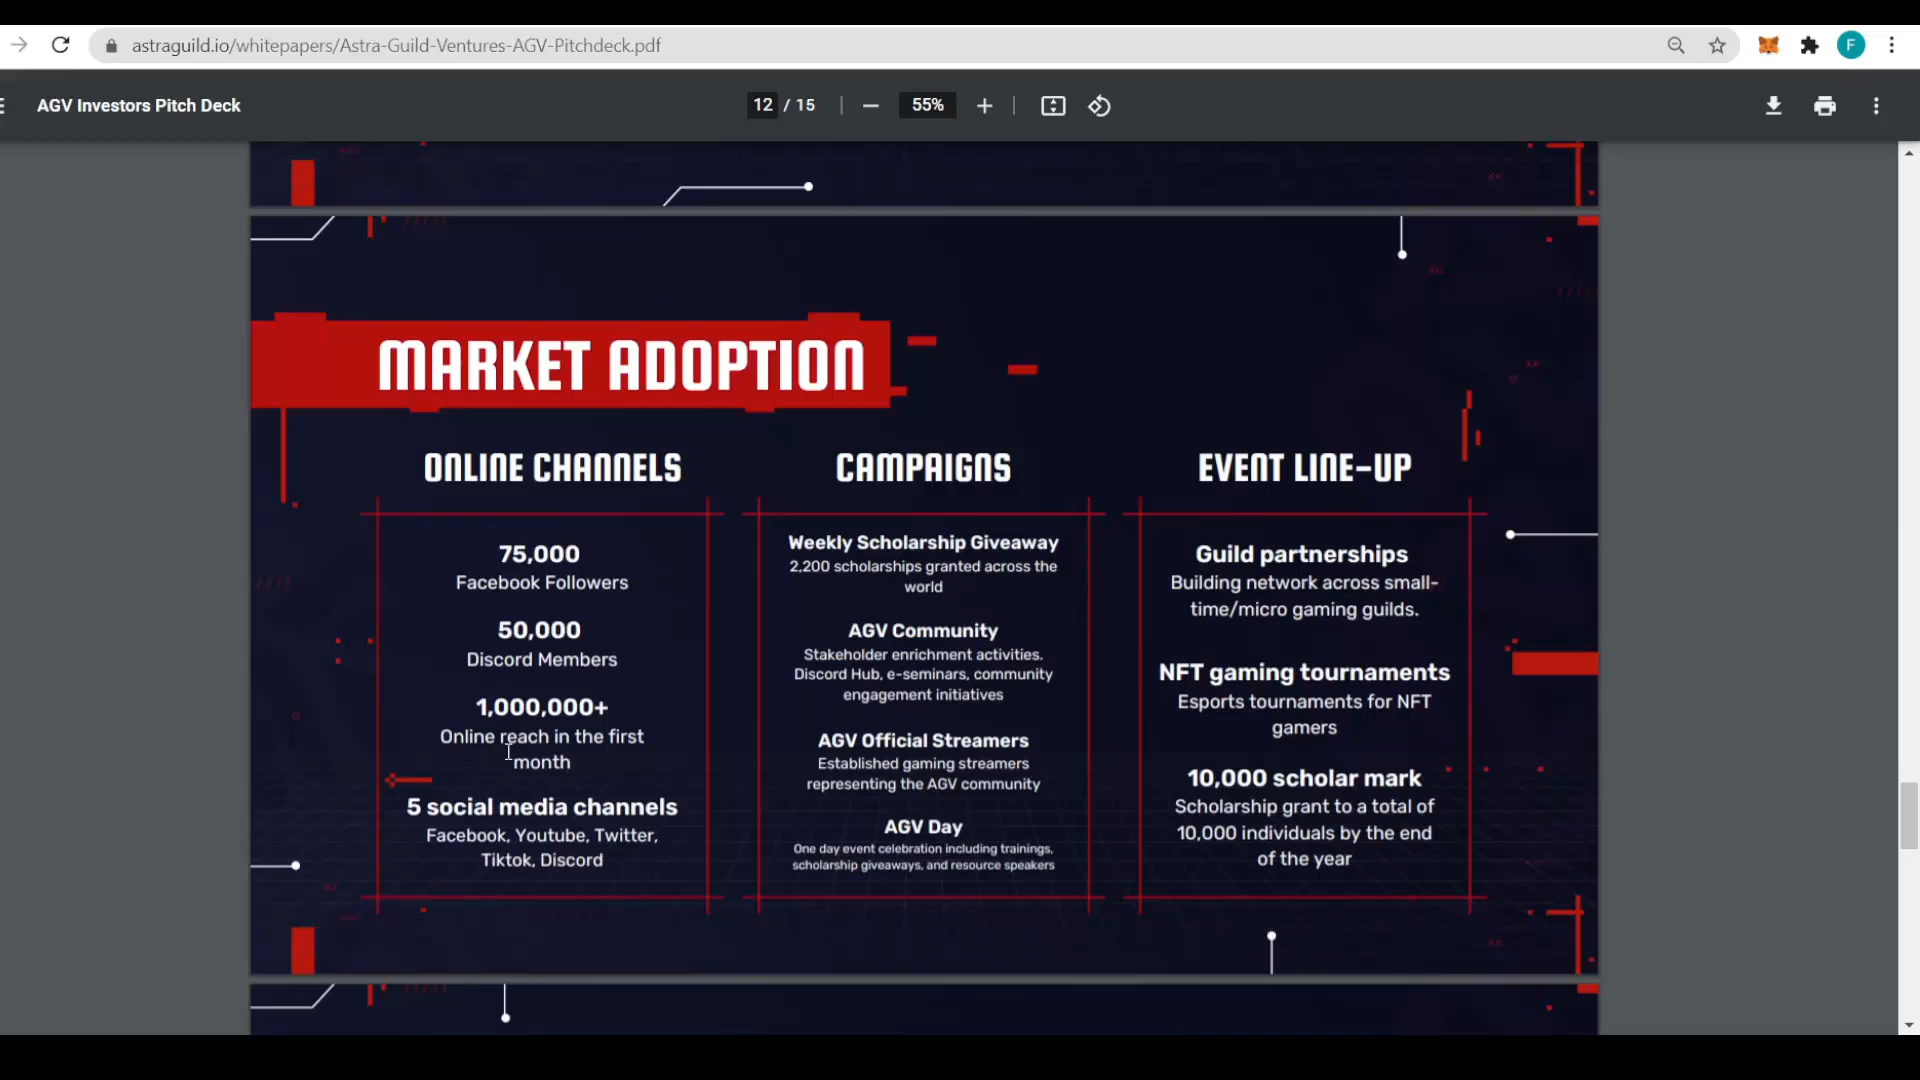 astraguild.io/whitepapers/Astra-Guild-Ventures-AGV-Pitchdeck.pdf
F
AGV Investors Pitch Deck
12 / 15
55%
MARKET ADOPTION
ONLINE CHANNELS
75,000
Facebook Followers
50,000
Discord Members
1,000,000+
Online reach in the first
month
5 social media channels
Facebook, Youtube, Twitter,
Tiktok, Discord
CAMPAIGNS
Weekly Scholarship Giveaway
2,200 scholarships granted across the
world
AGV Community
Stakeholder enrichment activities.
Discord Hub, e-seminars, community
engagement initiatives
AGV Official Streamers
Established gaming streamers
representing the AGV community
AGV Day
One day event celebration including trainings,
scholarship giveaways, and resource speakers
EVENT LINE-UP
Guild partnerships
Building network across small-
time/micro gaming guilds.
NFT gaming tournaments
Esports tournaments for NFT
gamers
10,000 scholar mark
Scholarship grant to a total of
10,000 individuals by the end
of the year